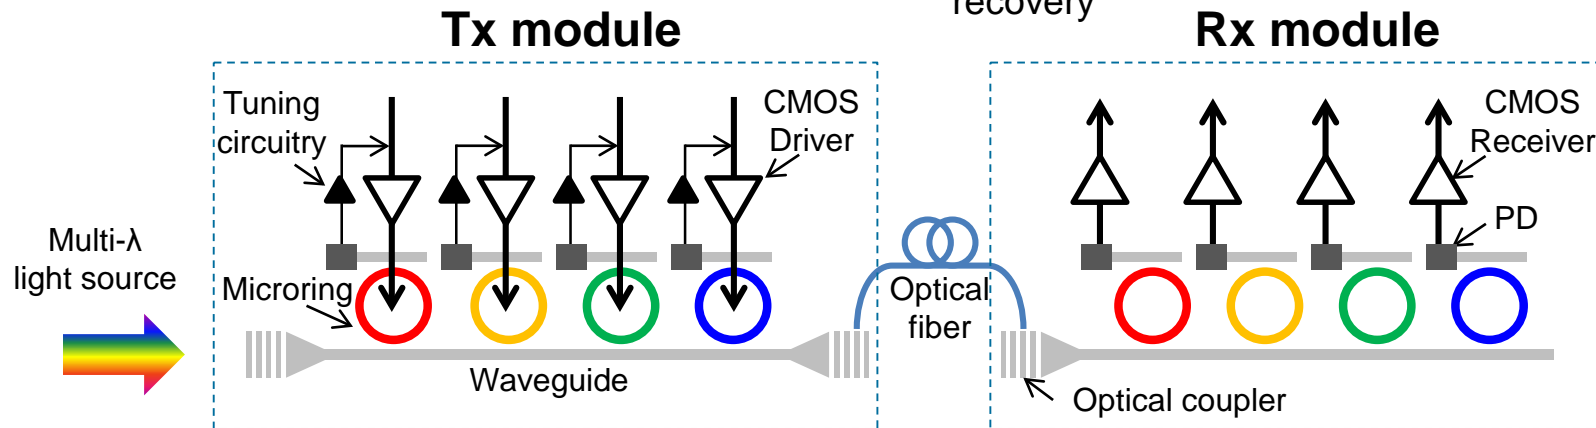 recovery
Tx module
Rx module
Tuning
circuitry
CMOS
Driver
CMOS
Receiver
PD
Multi-λ
light source
Microring
Optical
fiber
Waveguide
Optical coupler